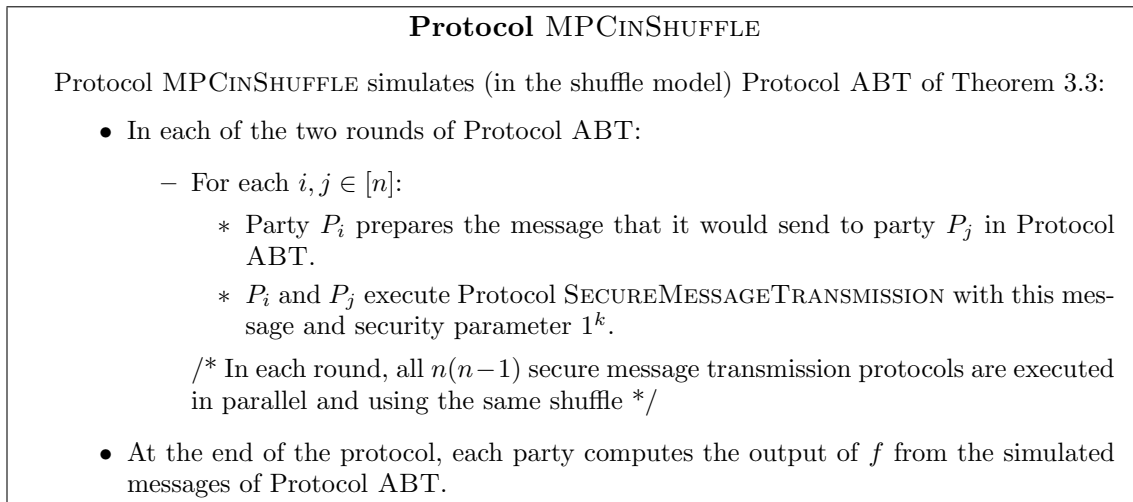 Protocol MPCINSHUFFLE
Protocol MPCINSHUFFLE simulates (in the shuffle model) Protocol ABT of Theorem 3.3:
• In each of the two rounds of Protocol ABT:
– For each i, j ∈ [n]:
∗ Party P_i prepares the message that it would send to party P_j in Protocol
ABT.
∗ P_i and P_j execute Protocol SECUREMESSAGETRANSMISSION with this mes-
sage and security parameter 1^k.
/* In each round, all n(n−1) secure message transmission protocols are executed
in parallel and using the same shuffle */
• At the end of the protocol, each party computes the output of f from the simulated
messages of Protocol ABT.